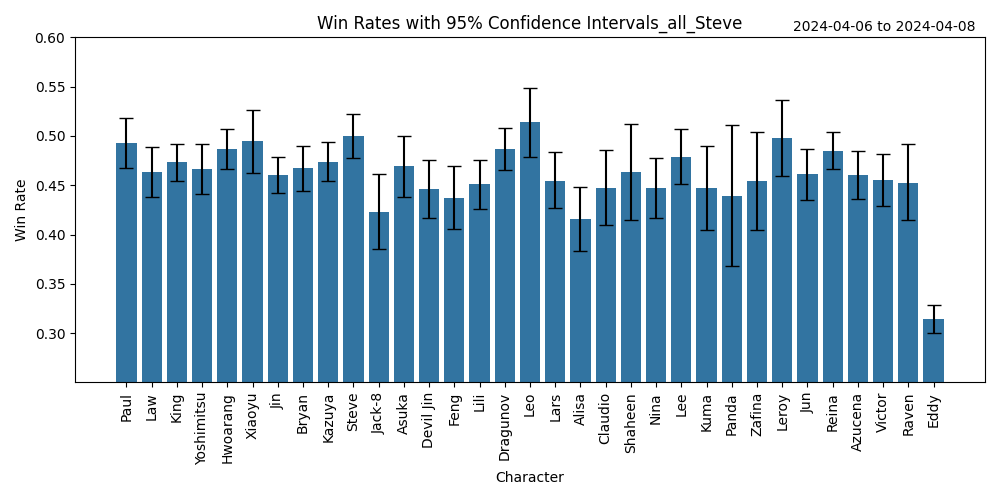 Win Rates with 95% Confidence Intervals_all_Steve
2024-04-06 to 2024-04-08
0.60
0.55
0.50
0.45
0.40
0.35
0.30
Win Rate
Paul
Law
King
Yoshimitsu
Hwoarang
Xiaoyu
Jin
Bryan
Kazuya
Steve
Jack-8
Asuka
Devil Jin
Feng
Lili
Dragunov
Leo
Lars
Alisa
Claudio
Shaheen
Nina
Lee
Kuma
Panda
Zafina
Leroy
Jun
Reina
Azucena
Victor
Raven
Eddy
Character